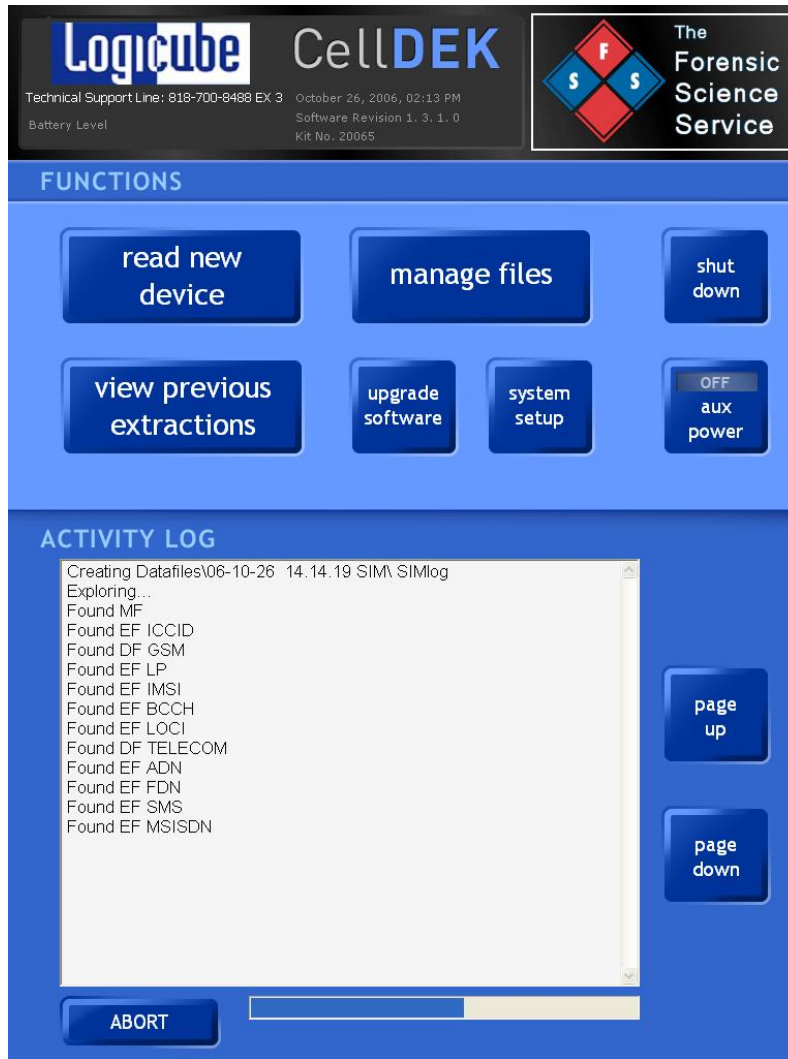 Logicube
CellDEK
Technical Support Line: 818-700-8488 EX 3
October 26, 2006, 02:13 PM
Battery Level
Software Revision 1. 3. 1. 0
Kit No. 20065
F
S S
The
Forensic
Science
Service
FUNCTIONS
read new
device
manage files
shut
down
view previous
extractions
upgrade
software
system
setup
OFF
aux
power
ACTIVITY LOG
Creating Datafiles\06-10-26 14.14.19 SIM\ SIMlog
Exploring...
Found MF
Found EF ICCID
Found DF GSM
Found EF LP
Found EF IMSI
Found EF BCCH
Found EF LOCI
Found DF TELECOM
Found EF ADN
Found EF FDN
Found EF SMS
Found EF MSISDN
page
up
page
down
ABORT